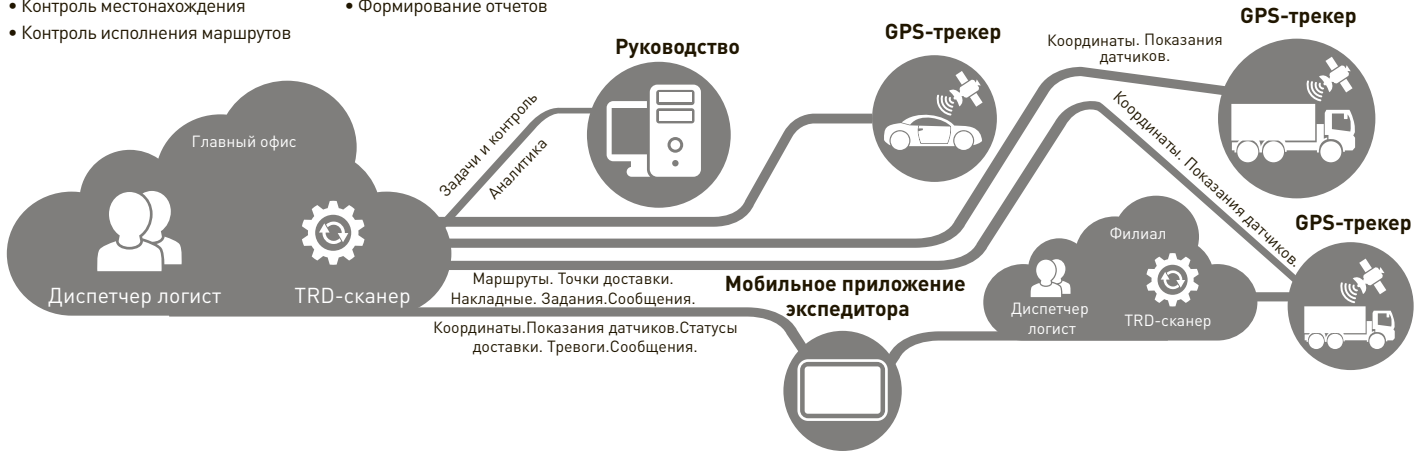 • Контроль местонахождения
• Формирование отчетов
• Контроль исполнения маршрутов
Руководство
GPS-трекер
GPS-трекер
Координаты. Показания
датчиков.
Главный офис
Задачи и контроль
Аналитика
Координаты. Показания датчиков.
GPS-трекер
Филиал
Диспетчер логист
TRD-сканер
Маршруты. Точки доставки.
Накладные. Задания.Сообщения.
Мобильное приложение
экспедитора
Диспетчер
логист
TRD-сканер
Координаты.Показания датчиков.Статусы
доставки. Тревоги.Сообщения.